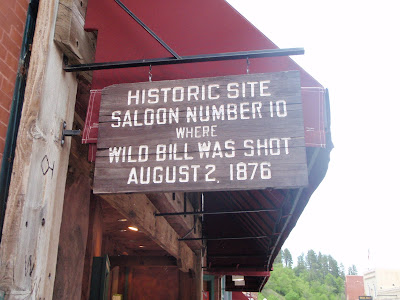 HISTORIC SITE
SALOON NUMBER 10
WHERE
WILD BILL WAS SHOT
AUGUST 2, 1876